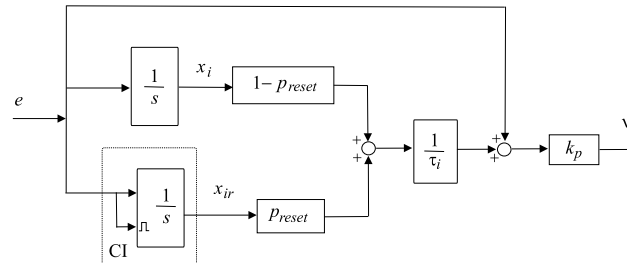 e
1
s
x_i
1− p_reset
+
+
1
τ_i
+
+
k_p
v
1
s
x_ir
p_reset
CI